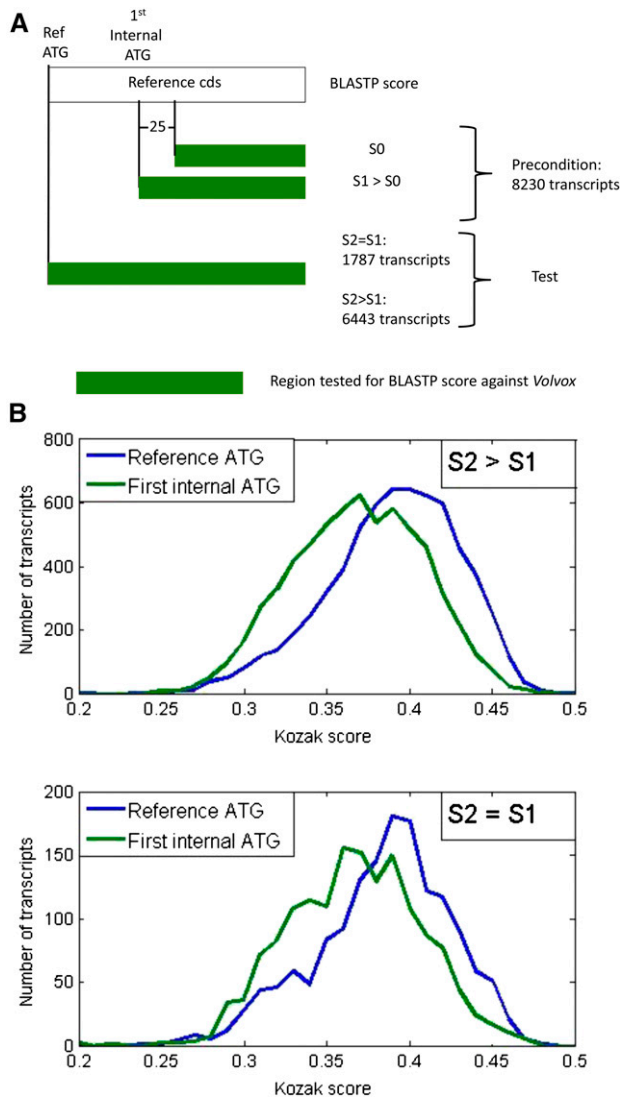 A
Ref
ATG
1st
Internal
ATG
Reference cds
BLASTP score
25
S0
S1 > S0
Precondition:
8230 transcripts
S2=S1:
1787 transcripts
S2>S1:
6443 transcripts
Test
Region tested for BLASTP score against Volvox
B
800
600
400
200
0
Number of transcripts
Reference ATG
First internal ATG
S2 > S1
0.2 0.25 0.3 0.35 0.4 0.45 0.5
Kozak score
200
150
100
50
0
Number of transcripts
Reference ATG
First internal ATG
S2 = S1
0.2 0.25 0.3 0.35 0.4 0.45 0.5
Kozak score